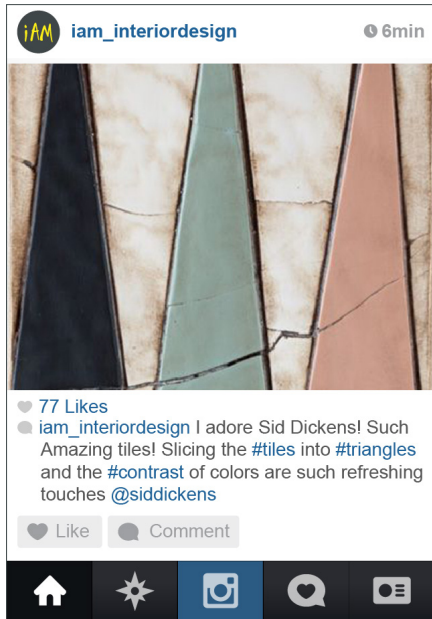 iAM iam_interiordesign 6min
77 Likes
iam_interiordesign I adore Sid Dickens! Such
Amazing tiles! Slicing the #tiles into #triangles
and the #contrast of colors are such refreshing
touches @siddickens
Like Comment